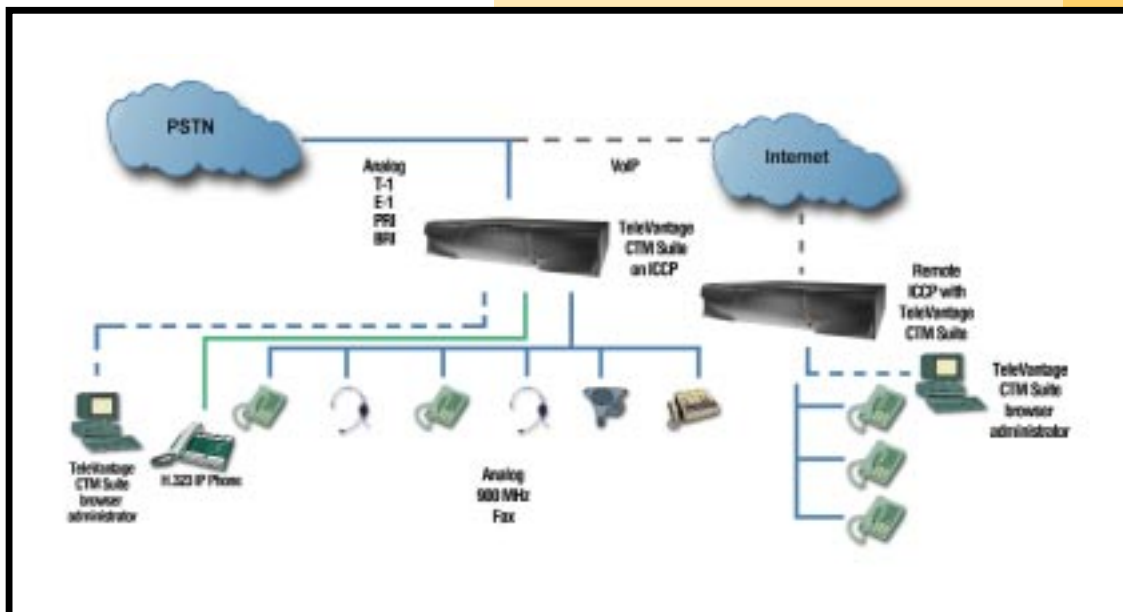 PSTN
Internet
Analog
T-1
E-1
PRI
BRI
VoIP
TeleVantage
CTM Suite
on ICCP
Remote
ICCP with
TeleVantage
CTM Suite
TeleVantage
CTM Suite
browser
administrator
TeleVantage
CTM Suite
browser
administrator
H.323 IP Phone
Analog
900 MHz
Fax